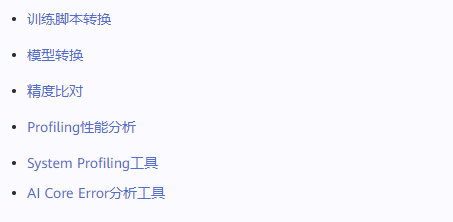 训练脚本转换
模型转换
精度比对
Profiling性能分析
System Profiling工具
AI Core Error分析工具